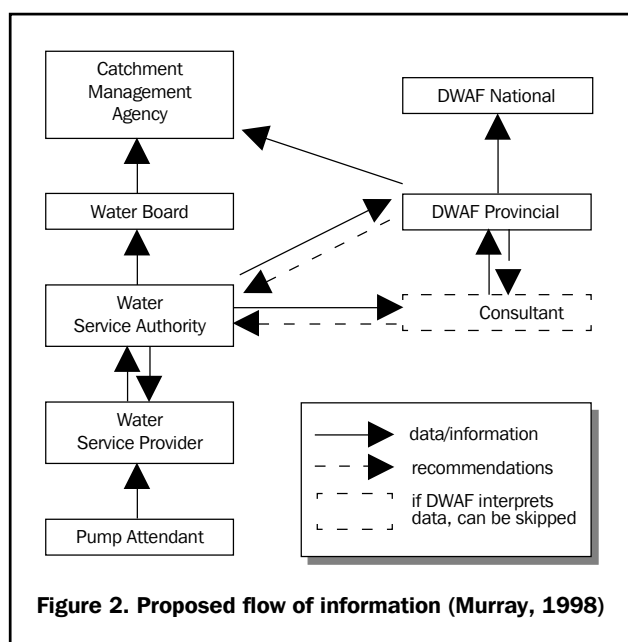 Catchment
Management
Agency
DWAF National
Water Board
DWAF Provincial
Water
Service Authority
Consultant
Water
Service Provider
Pump Attendant
data/information
recommendations
if DWAF interprets
data, can be skipped
Figure 2. Proposed flow of information (Murray, 1998)